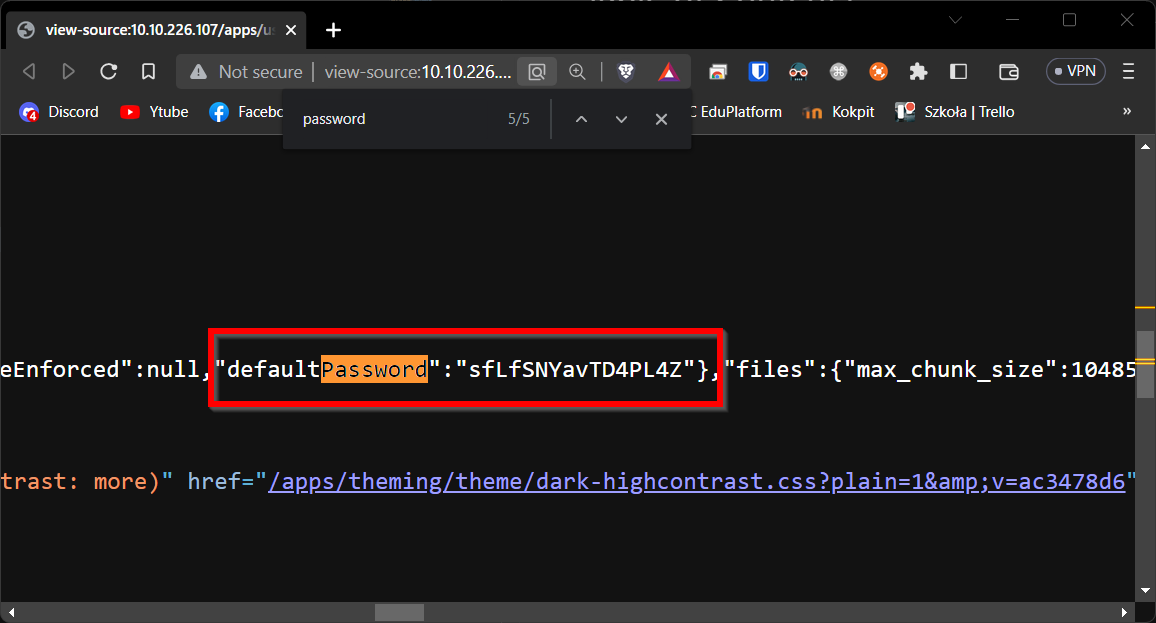 view-source:10.10.226.107/apps/us
Not secure view-source:10.10.226.... VPN
4 Discord Ytube Facebo C EduPlatform Kokpit Szkoła | Trello »
password 5/5
eEnforced":null,"defaultPassword":"sfLfSNYavTD4PL4Z"},"files":{"max_chunk_size":10485
trast: more)" href="/apps/theming/theme/dark-highcontrast.css?plain=1&amp;v=ac3478d6"